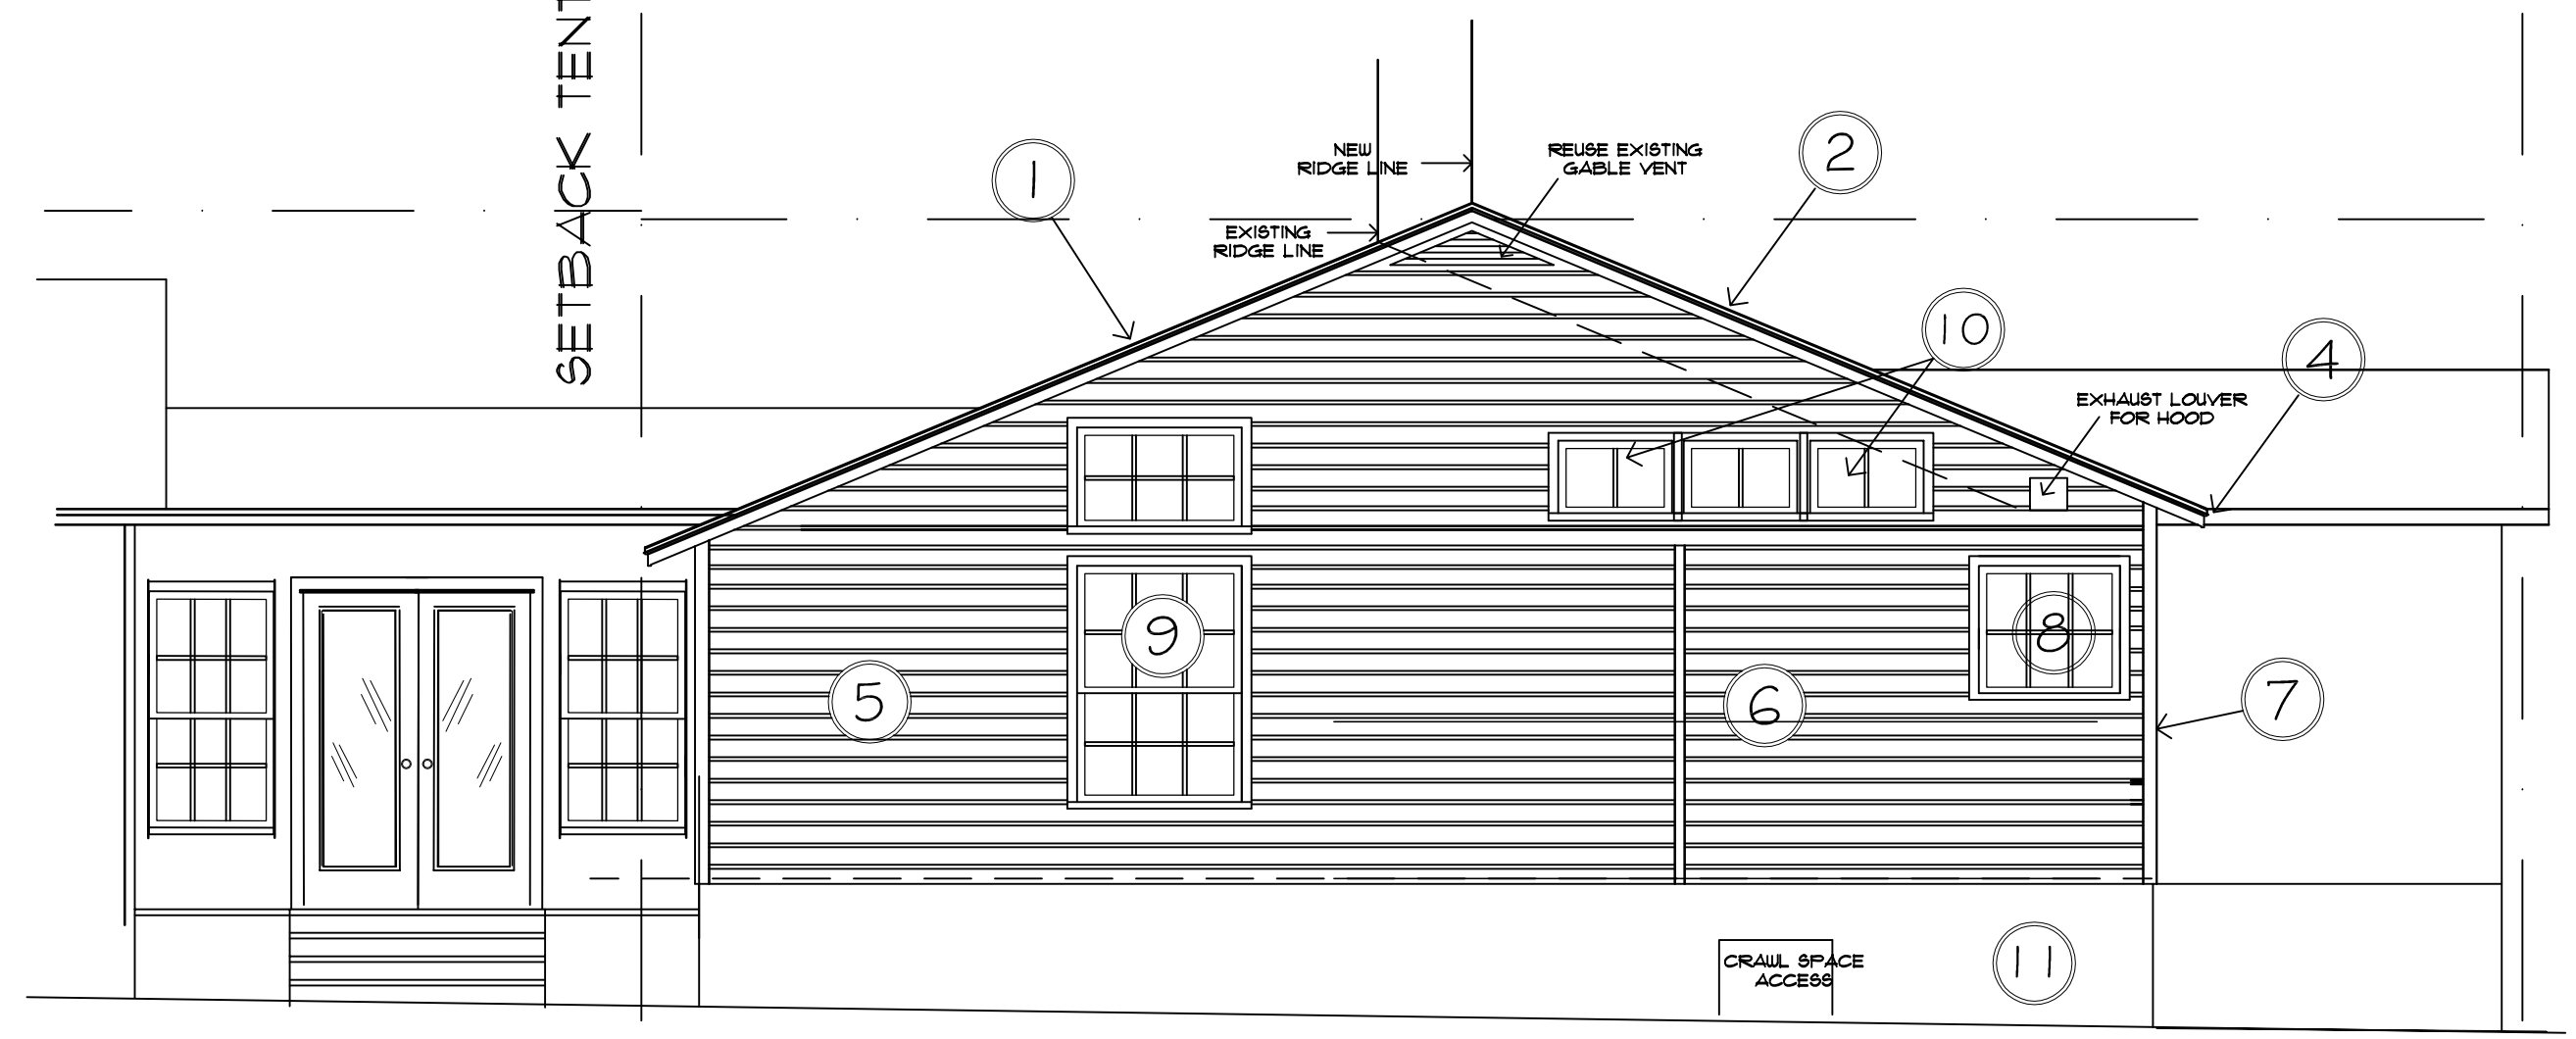 SETBACK TENT
1
NEW
RIDGE LINE
REUSE EXISTING
GABLE VENT
2
EXISTING
RIDGE LINE
10
4
EXHAUST LOUVER
FOR HOOD
9
8
5
6
7
CRAWL SPACE
ACCESS
11